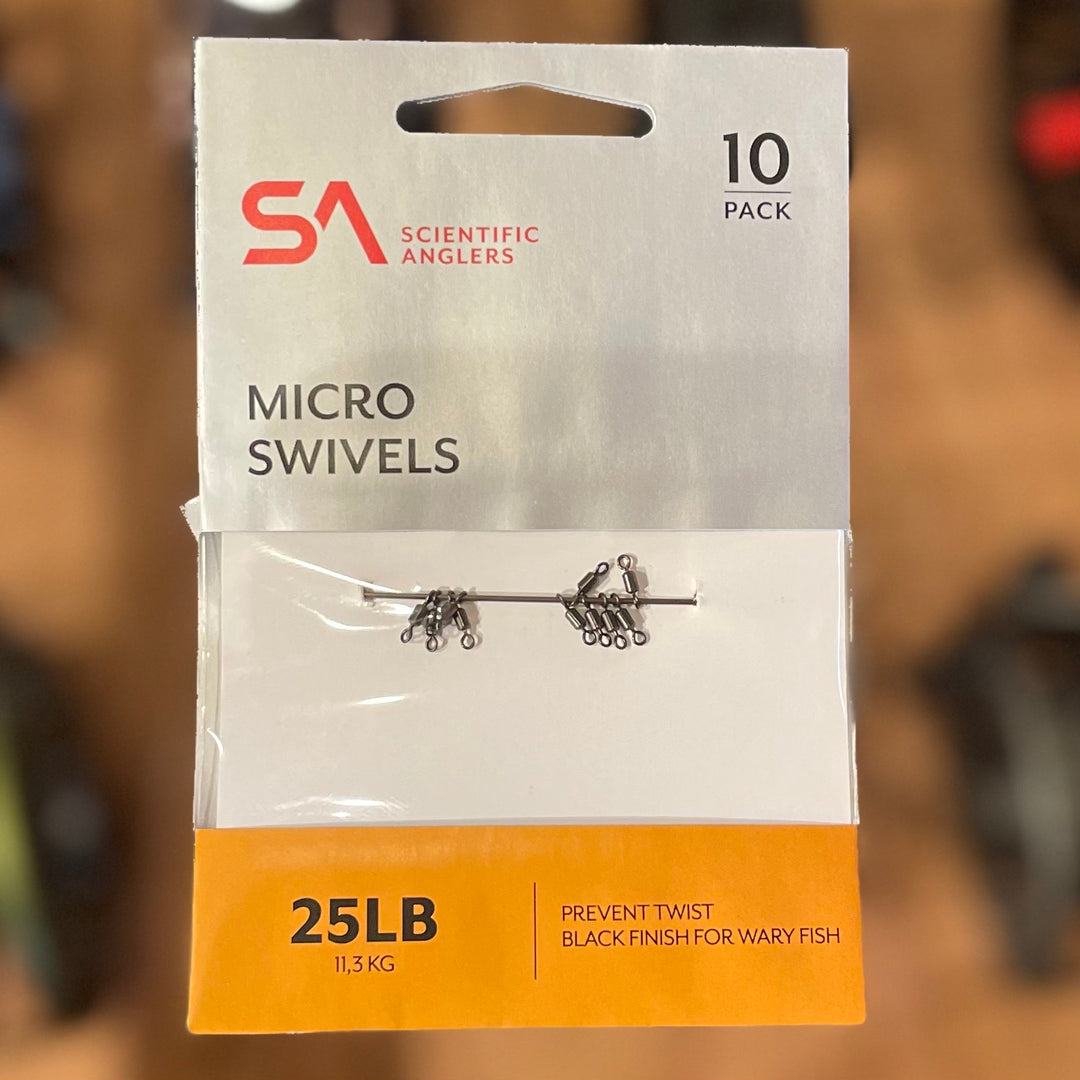 10
PACK
SA
SCIENTIFIC
ANGLERS
MICRO
SWIVELS
25LB
11,3 KG
PREVENT TWIST
BLACK FINISH FOR WARY FISH